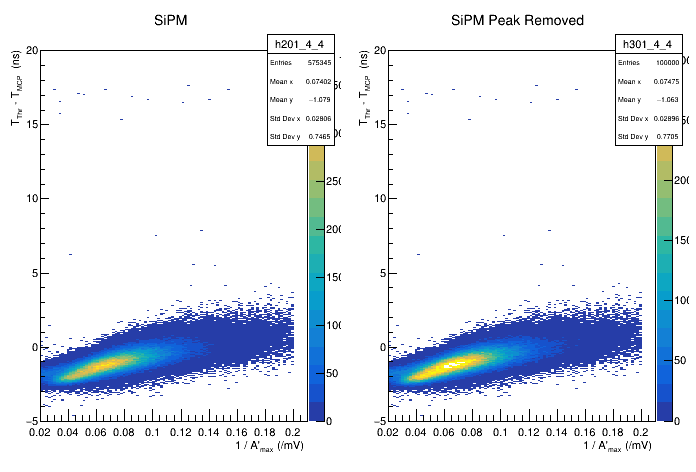 SiPM
SiPM Peak Removed
h201_4_4
Entries 575345
Mean x 0.07402
Mean y −1.079
Std Dev x 0.02806
Std Dev y 0.7465
h301_4_4
Entries 100000
Mean x 0.07475
Mean y −1.063
Std Dev x 0.02896
Std Dev y 0.7705
T_Thr - T_MCP (ns)
20
15
10
5
0
−5
0.02 0.04 0.06 0.08 0.1 0.12 0.14 0.16 0.18 0.2
1 / A'_max (/mV)
250
200
150
100
50
0
T_Thr - T_MCP (ns)
20
15
10
5
0
−5
0.02 0.04 0.06 0.08 0.1 0.12 0.14 0.16 0.18 0.2
1 / A'_max (/mV)
200
150
100
50
0